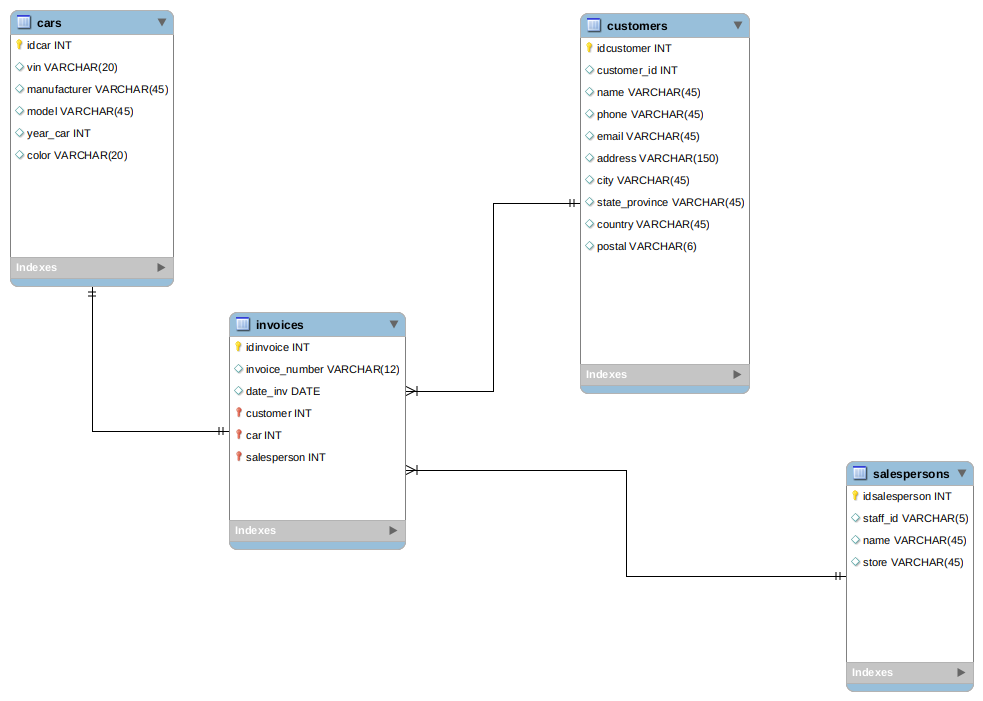 cars
idcar INT
vin VARCHAR(20)
manufacturer VARCHAR(45)
model VARCHAR(45)
year_car INT
color VARCHAR(20)
Indexes
customers
idcustomer INT
customer_id INT
name VARCHAR(45)
phone VARCHAR(45)
email VARCHAR(45)
address VARCHAR(150)
city VARCHAR(45)
state_province VARCHAR(45)
country VARCHAR(45)
postal VARCHAR(6)
Indexes
invoices
idinvoice INT
invoice_number VARCHAR(12)
date_inv DATE
customer INT
car INT
salesperson INT
Indexes
salespersons
idsalesperson INT
staff_id VARCHAR(5)
name VARCHAR(45)
store VARCHAR(45)
Indexes